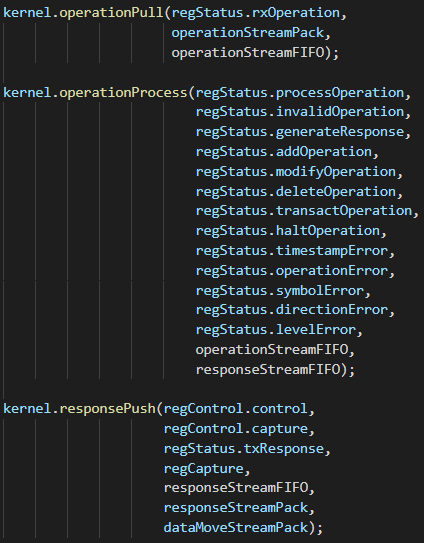 kernel.operationPull(regStatus.rxOperation,
operationStreamPack,
operationStreamFIFO);
kernel.operationProcess(regStatus.processOperation,
regStatus.invalidOperation,
regStatus.generateResponse,
regStatus.addOperation,
regStatus.modifyOperation,
regStatus.deleteOperation,
regStatus.transactOperation,
regStatus.haltOperation,
regStatus.timestampError,
regStatus.operationError,
regStatus.symbolError,
regStatus.directionError,
regStatus.levelError,
operationStreamFIFO,
responseStreamFIFO);
kernel.responsePush(regControl.control,
regControl.capture,
regStatus.txResponse,
regCapture,
responseStreamFIFO,
responseStreamPack,
dataMoveStreamPack);